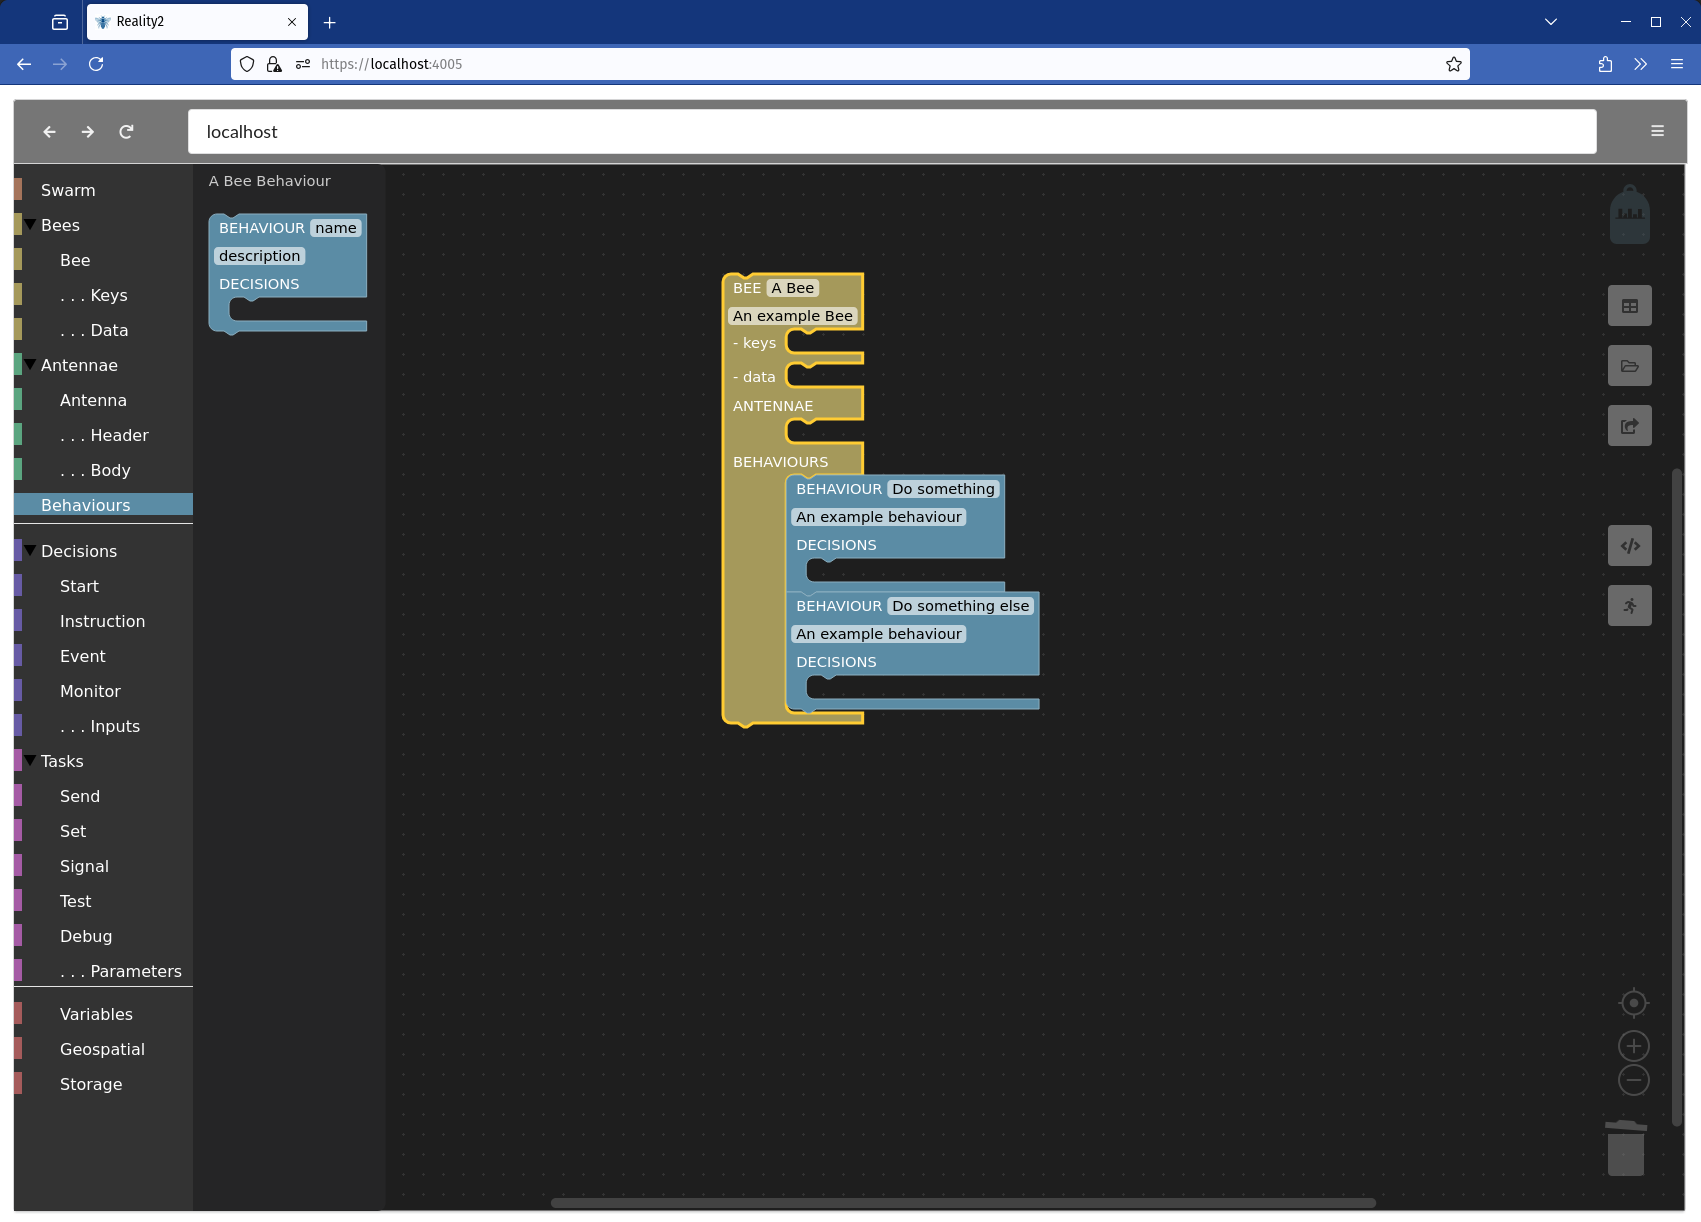 Reality2
https://localhost:4005
localhost
Swarm
Bees
Bee
. . . Keys
. . . Data
Antennae
Antenna
. . . Header
. . . Body
Behaviours
Decisions
Start
Instruction
Event
Monitor
. . . Inputs
Tasks
Send
Set
Signal
Test
Debug
. . . Parameters
Variables
Geospatial
Storage
A Bee Behaviour
BEHAVIOUR name
description
DECISIONS
BEE A Bee
An example Bee
- keys
- data
ANTENNAE
BEHAVIOURS
BEHAVIOUR Do something
An example behaviour
DECISIONS
BEHAVIOUR Do something else
An example behaviour
DECISIONS